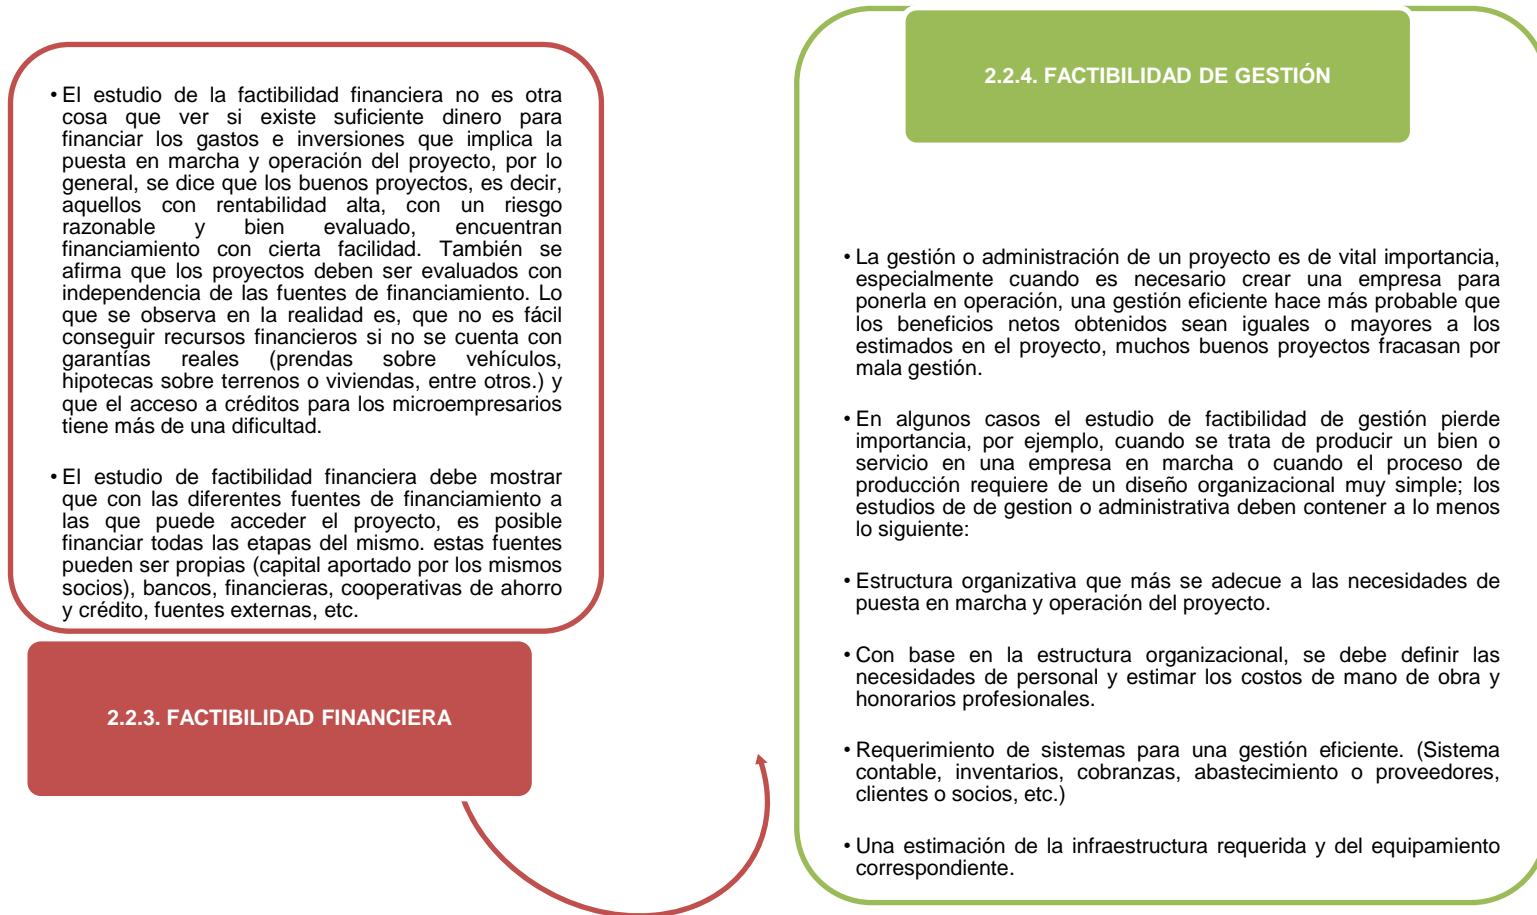 • El estudio de la factibilidad financiera no es otra
cosa que ver si existe suficiente dinero para
financiar los gastos e inversiones que implica la
puesta en marcha y operación del proyecto, por lo
general, se dice que los buenos proyectos, es decir,
aquellos con rentabilidad alta, con un riesgo
razonable y bien evaluado, encuentran
financiamiento con cierta facilidad. También se
afirma que los proyectos deben ser evaluados con
independencia de las fuentes de financiamiento. Lo
que se observa en la realidad es, que no es fácil
conseguir recursos financieros si no se cuenta con
garantías reales (prendas sobre vehículos,
hipotecas sobre terrenos o viviendas, entre otros.) y
que el acceso a créditos para los microempresarios
tiene más de una dificultad.
• El estudio de factibilidad financiera debe mostrar
que con las diferentes fuentes de financiamiento a
las que puede acceder el proyecto, es posible
financiar todas las etapas del mismo. estas fuentes
pueden ser propias (capital aportado por los mismos
socios), bancos, financieras, cooperativas de ahorro
y crédito, fuentes externas, etc.
2.2.3. FACTIBILIDAD FINANCIERA
2.2.4. FACTIBILIDAD DE GESTIÓN
• La gestión o administración de un proyecto es de vital importancia,
especialmente cuando es necesario crear una empresa para
ponerla en operación, una gestión eficiente hace más probable que
los beneficios netos obtenidos sean iguales o mayores a los
estimados en el proyecto, muchos buenos proyectos fracasan por
mala gestión.
• En algunos casos el estudio de factibilidad de gestión pierde
importancia, por ejemplo, cuando se trata de producir un bien o
servicio en una empresa en marcha o cuando el proceso de
producción requiere de un diseño organizacional muy simple; los
estudios de de gestion o administrativa deben contener a lo menos
lo siguiente:
• Estructura organizativa que más se adecue a las necesidades de
puesta en marcha y operación del proyecto.
• Con base en la estructura organizacional, se debe definir las
necesidades de personal y estimar los costos de mano de obra y
honorarios profesionales.
• Requerimiento de sistemas para una gestión eficiente. (Sistema
contable, inventarios, cobranzas, abastecimiento o proveedores,
clientes o socios, etc.)
• Una estimación de la infraestructura requerida y del equipamiento
correspondiente.